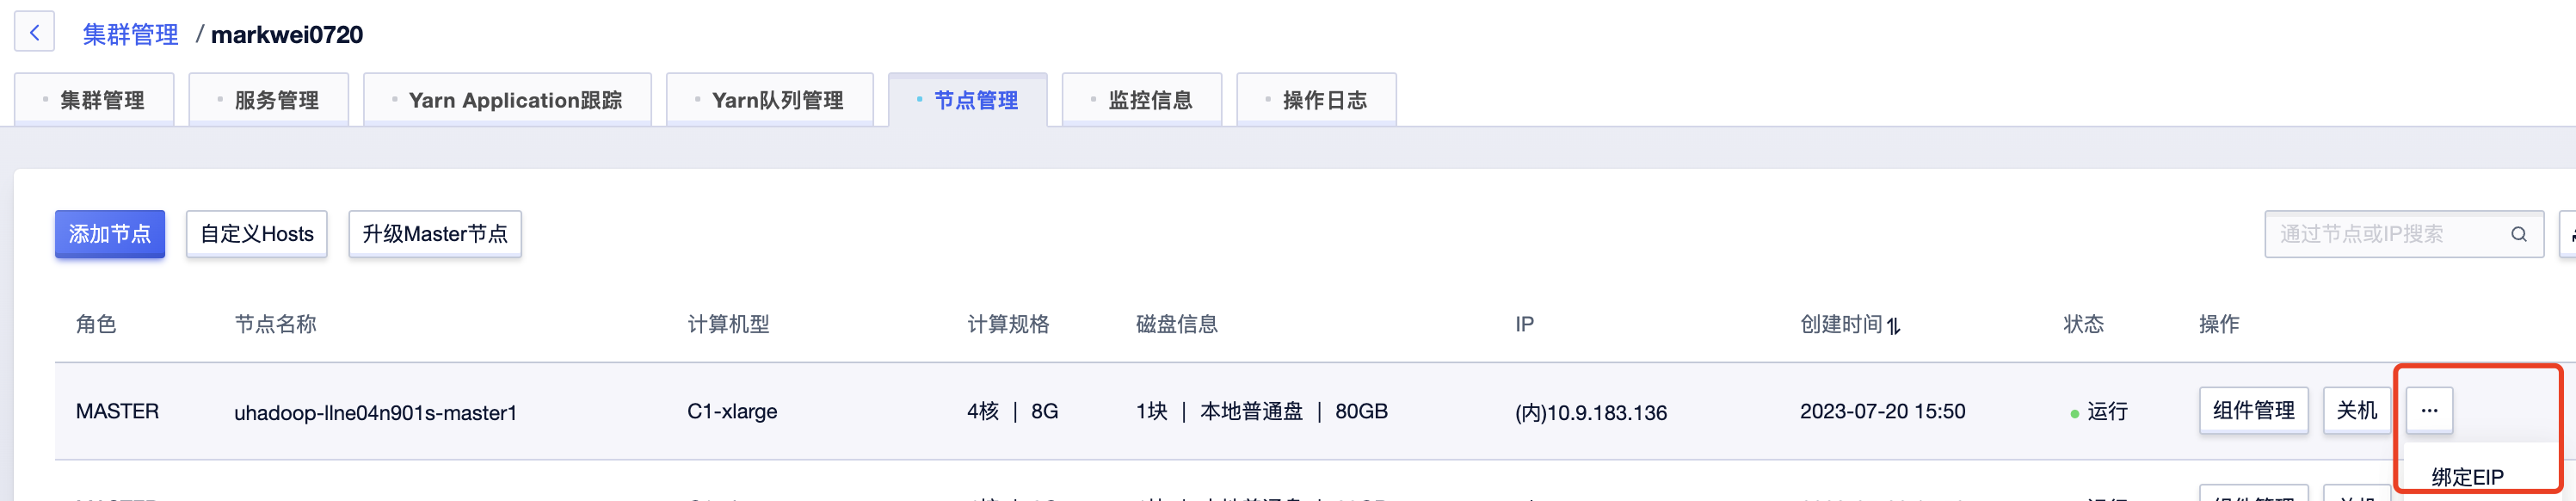 集群管理 / markwei0720
集群管理 服务管理 Yarn Application跟踪 Yarn队列管理 节点管理 监控信息 操作日志
添加节点 自定义Hosts 升级Master节点 通过节点或IP搜索
角色 节点名称 计算机型 计算规格 磁盘信息 IP 创建时间 状态 操作
MASTER uhadoop-llne04n901s-master1 C1-xlarge 4核 | 8G 1块 | 本地普通盘 | 80GB (内)10.9.183.136 2023-07-20 15:50 运行 组件管理 关机 ...
绑定EIP